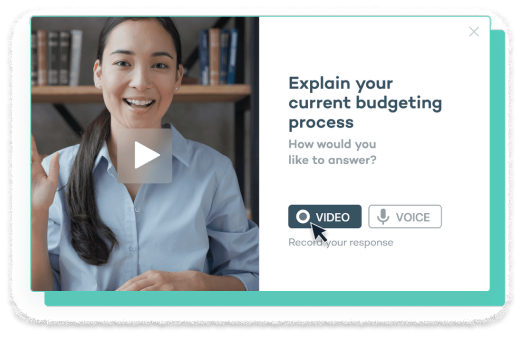 Explain your
current budgeting
process
How would you
like to answer?
VIDEO
VOICE
Record your response